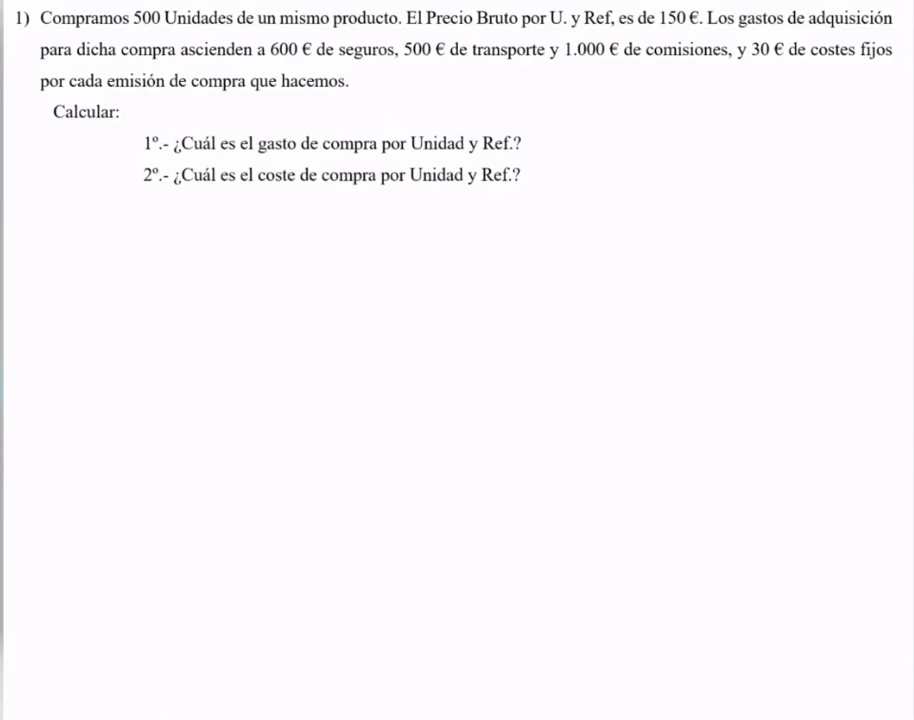 1) Compramos 500 Unidades de un mismo producto. El Precio Bruto por U. y Ref, es de 150 €. Los gastos de adquisición
para dicha compra ascienden a 600 € de seguros, 500 € de transporte y 1.000 € de comisiones, y 30 € de costes fijos
por cada emisión de compra que hacemos.
Calcular:
1º.- ¿Cuál es el gasto de compra por Unidad y Ref.?
2º.- ¿Cuál es el coste de compra por Unidad y Ref.?